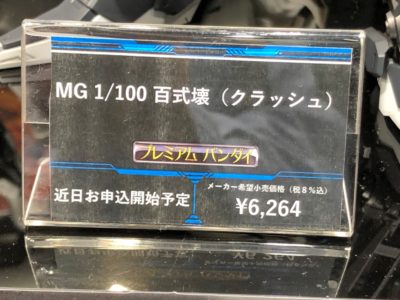 MG 1/100 百式壊（クラッシュ）
プレミアム バンダイ
近日お申込開始予定
メーカー希望小売価格（税8％込）
¥6,264